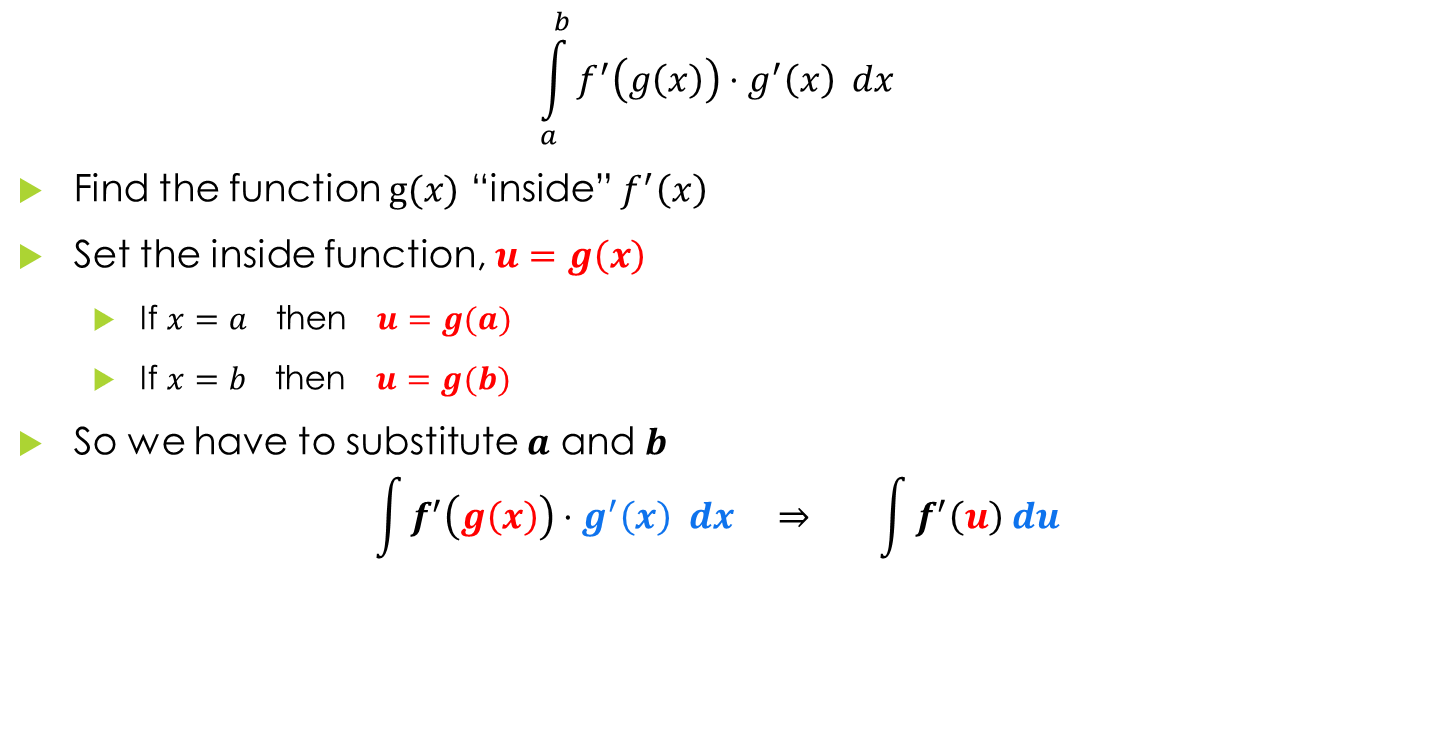 ∫ₐᵇ f′(g(x)) · g′(x) dx
Find the function g(x) “inside” f′(x)
Set the inside function, u = g(x)
If x = a then u = g(a)
If x = b then u = g(b)
So we have to substitute a and b
∫ f′(g(x)) · g′(x) dx ⇒ ∫ f′(u) du